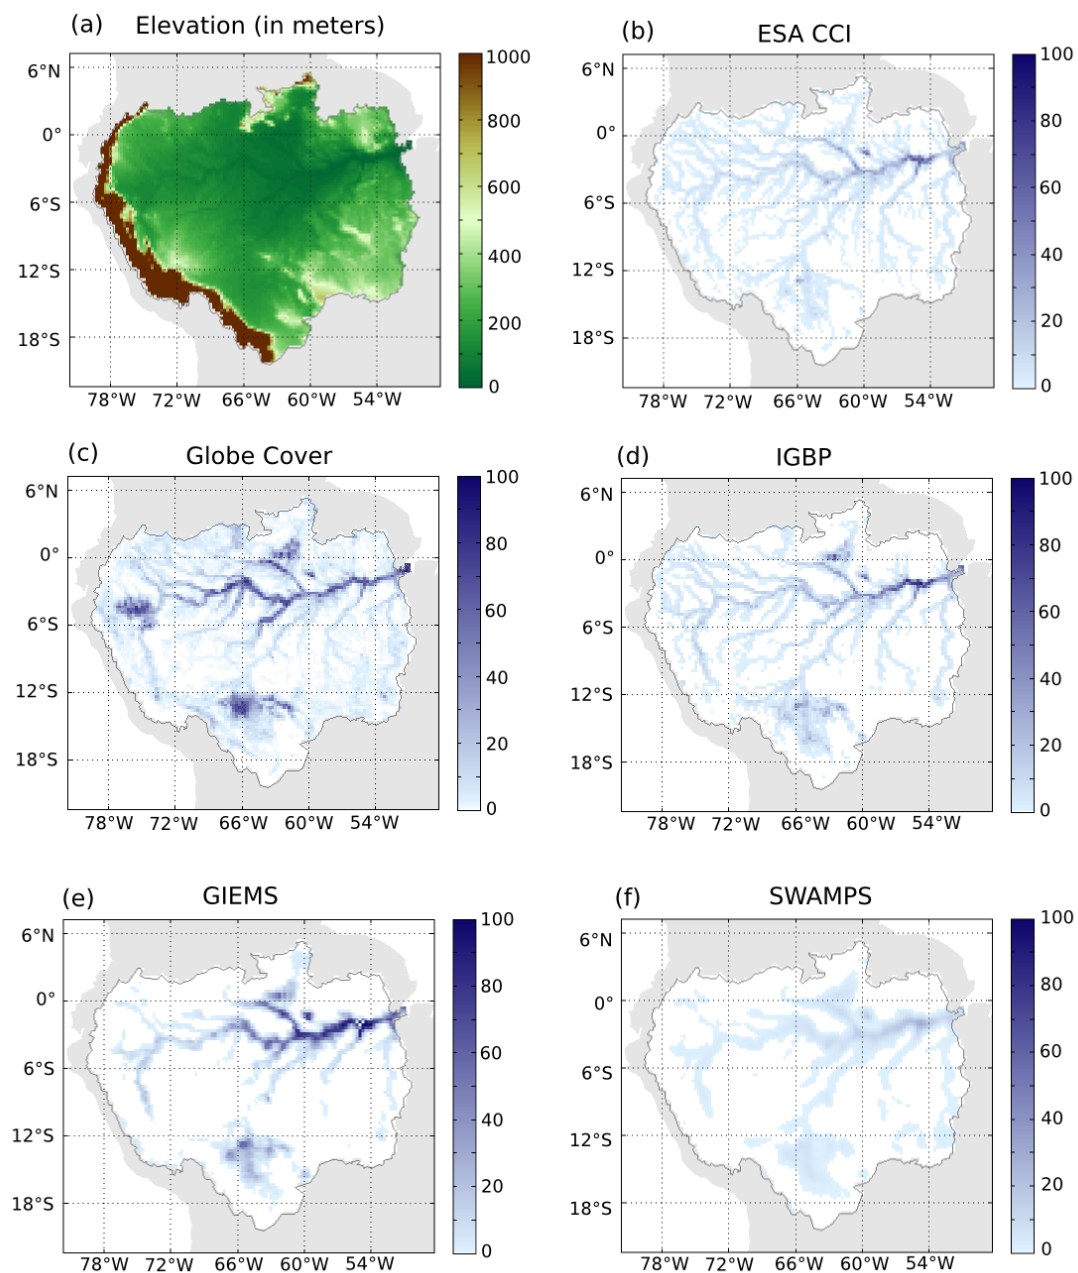 (a) Elevation (in meters)
6°N
0°
6°S
12°S
18°S
78°W 72°W 66°W 60°W 54°W
1000
800
600
400
200
0
(b) ESA CCI
6°N
0°
6°S
12°S
18°S
78°W 72°W 66°W 60°W 54°W
100
80
60
40
20
0
(c) Globe Cover
6°N
0°
6°S
12°S
18°S
78°W 72°W 66°W 60°W 54°W
100
80
60
40
20
0
(d) IGBP
6°N
0°
6°S
12°S
18°S
78°W 72°W 66°W 60°W 54°W
100
80
60
40
20
0
(e) GIEMS
6°N
0°
6°S
12°S
18°S
78°W 72°W 66°W 60°W 54°W
100
80
60
40
20
0
(f) SWAMPS
6°N
0°
6°S
12°S
18°S
78°W 72°W 66°W 60°W 54°W
100
80
60
40
20
0